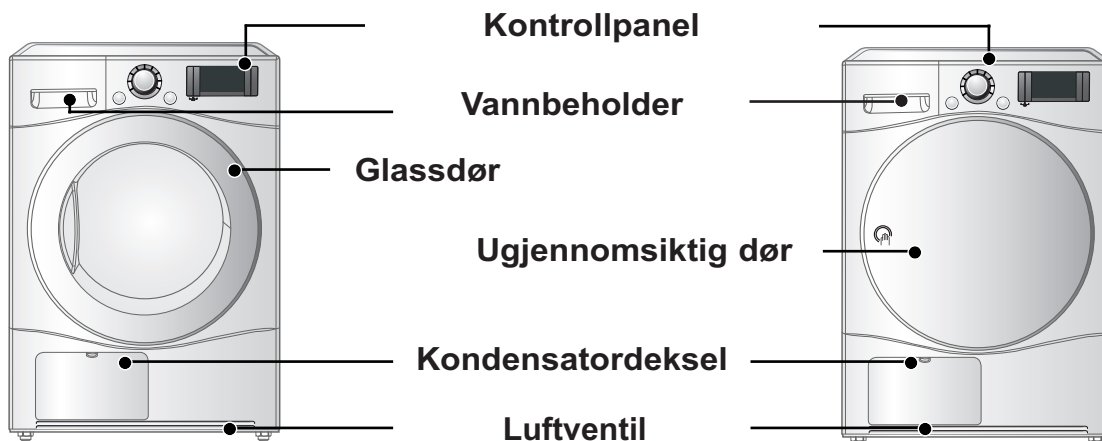 Kontrollpanel
Vannbeholder
Glassdør
Ugjennomsiktig dør
Kondensatordeksel
Luftventil